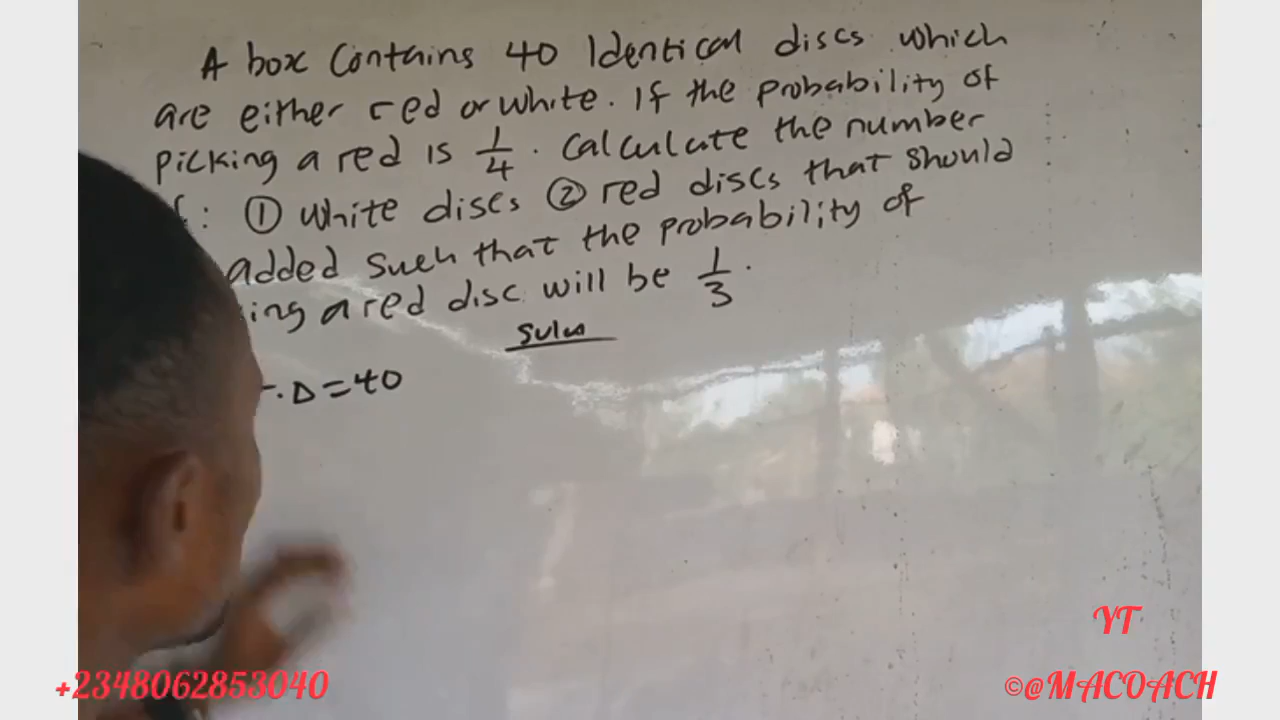 A box Contains 40 Identical discs which
are either red or white. If the probability of
picking a red is 1/4. Calculate the number
: ① white discs ② red discs that should
added such that the probability of
ing a red disc will be 1/3.
Soln
. D = 40
YT
+2348062853040
©@MACOACH